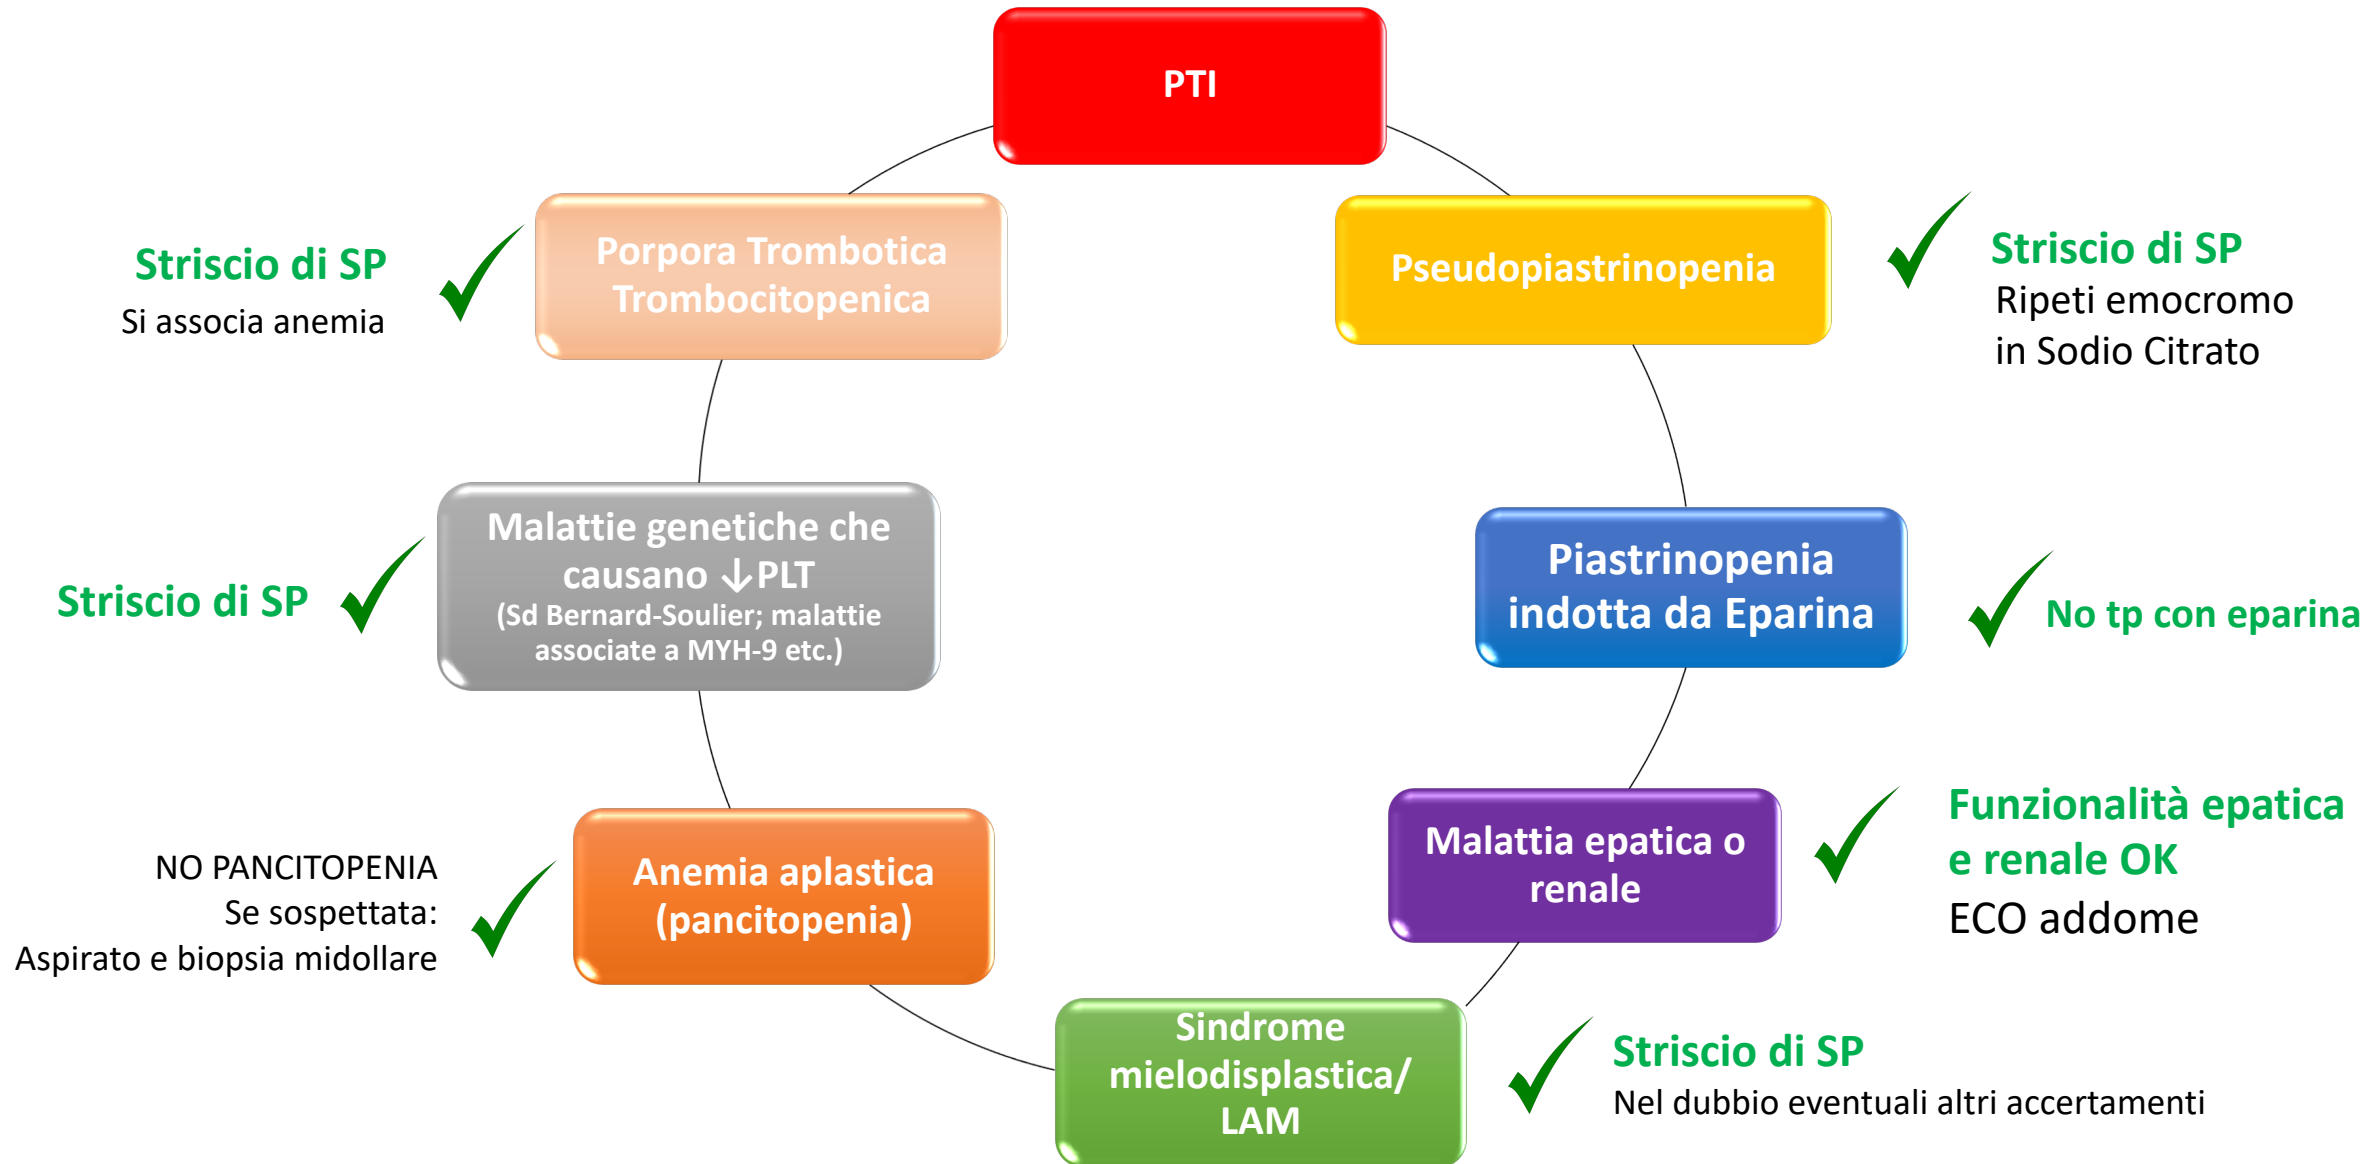 PTI
Porpora Trombotica
Trombocitopenica
Striscio di SP
Si associa anemia
Pseudopiastrinopenia
Striscio di SP
Ripeti emocromo
in Sodio Citrato
Malattie genetiche che
causano ↓PLT
(Sd Bernard-Soulier; malattie
associate a MYH-9 etc.)
Striscio di SP
Piastrinopenia
indotta da Eparina
No tp con eparina
Anemia aplastica
(pancitopenia)
NO PANCITOPENIA
Se sospettata:
Aspirato e biopsia midollare
Malattia epatica o
renale
Funzionalità epatica
e renale OK
ECO addome
Sindrome
mielodisplastica/
LAM
Striscio di SP
Nel dubbio eventuali altri accertamenti